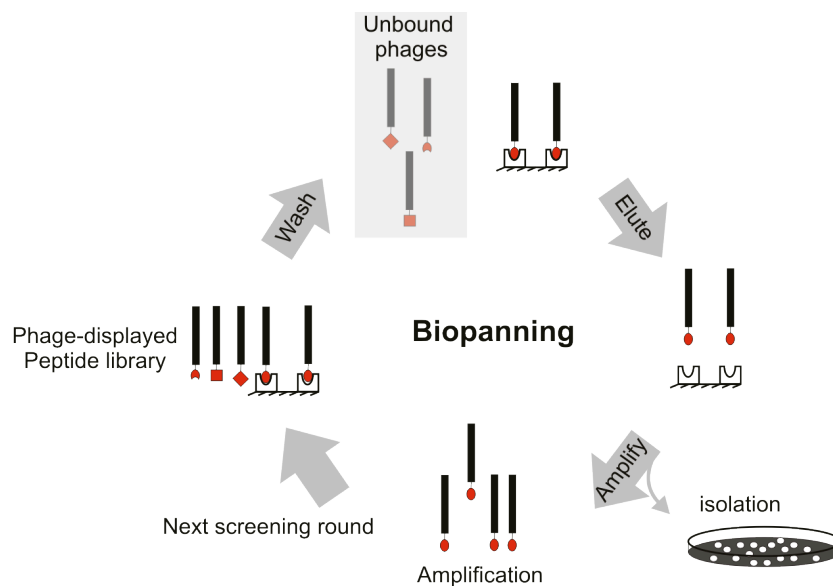 Unbound
phages
Wash
Elute
Phage-displayed
Peptide library
Biopanning
Amplify
isolation
Next screening round
Amplification